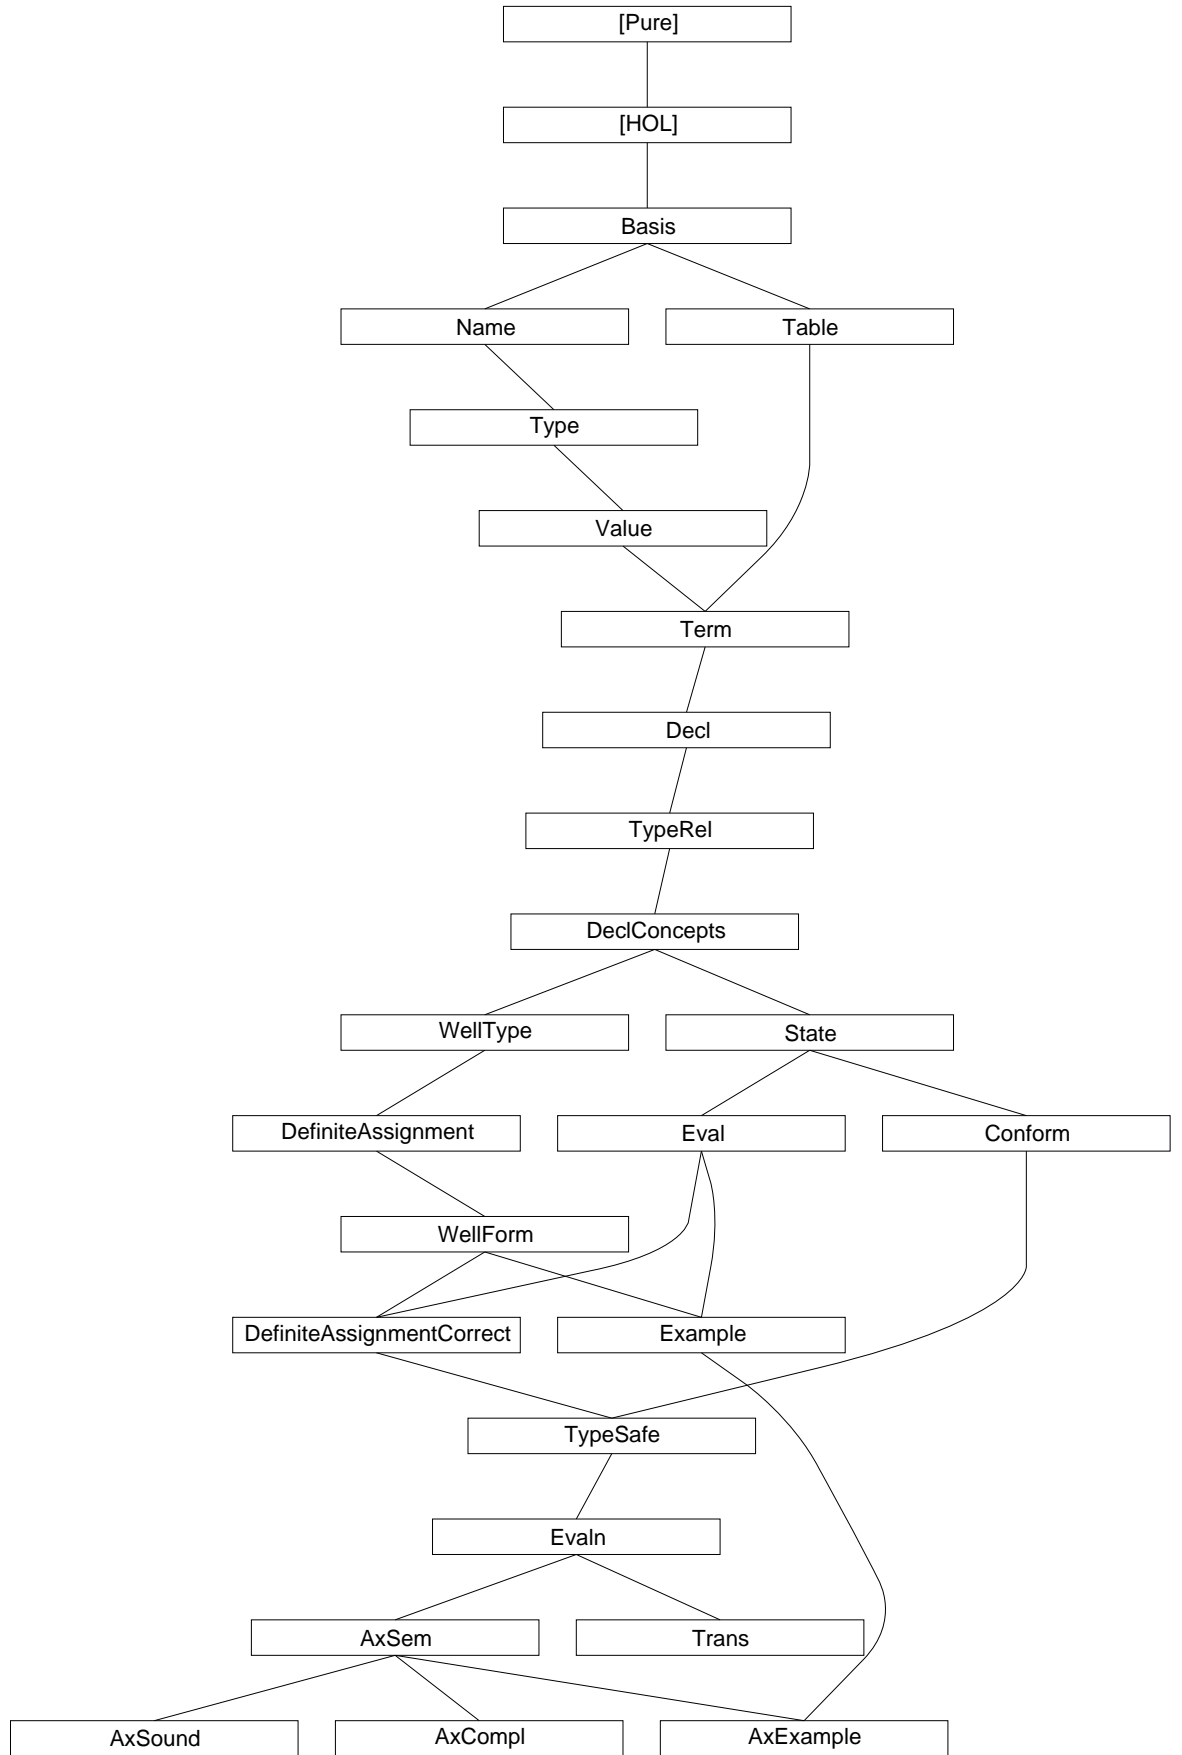 [Pure]
[HOL]
Basis
Name
Table
Type
Value
Term
Decl
TypeRel
DeclConcepts
WellType
State
DefiniteAssignment
Eval
Conform
WellForm
DefiniteAssignmentCorrect
Example
TypeSafe
Evaln
AxSem
Trans
AxSound
AxCompl
AxExample